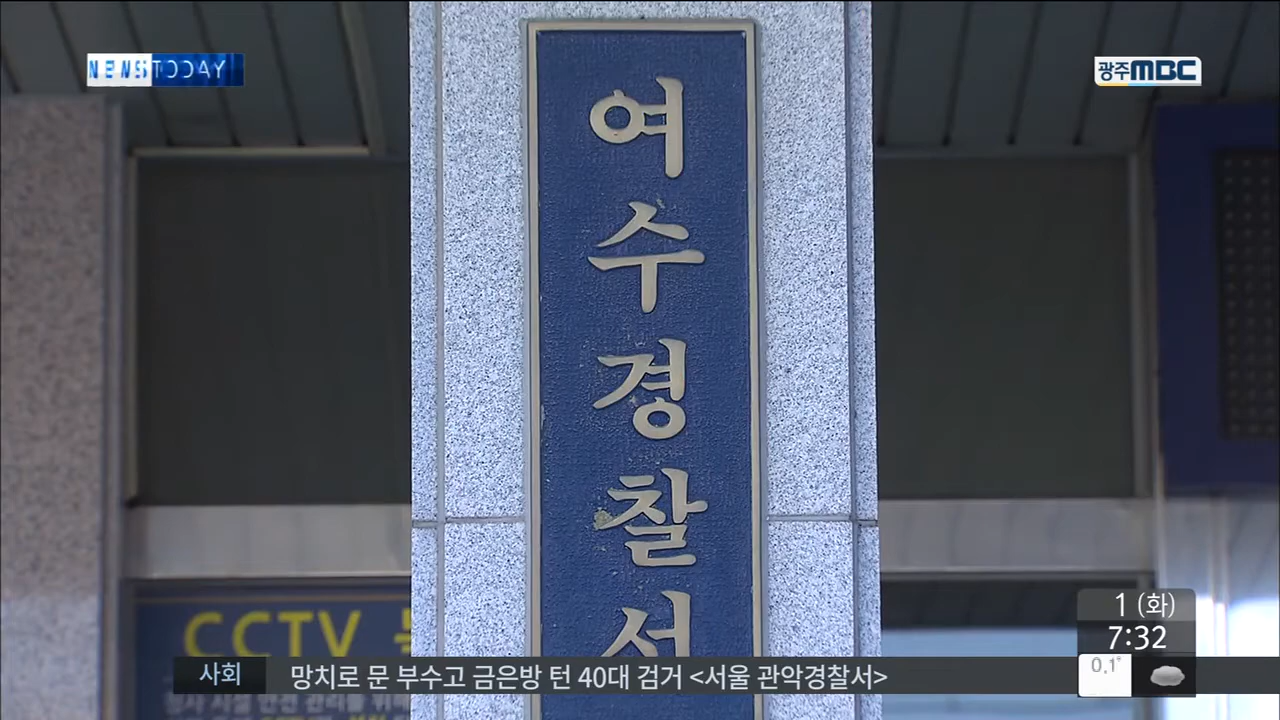 NEWSTODAY
광주MBC
여수경찰서
CCTV
1 (화)
7:32
0.1°
사회 망치로 문 부수고 금은방 턴 40대 검거 <서울 관악경찰서>